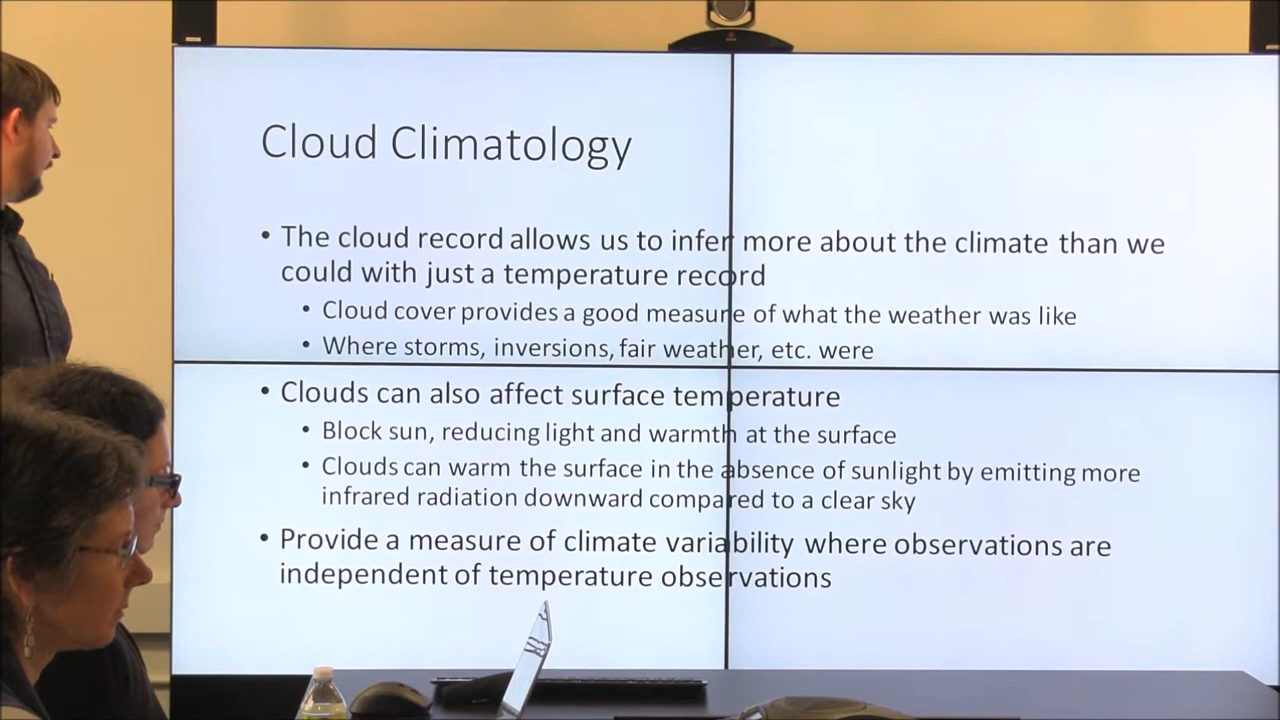 Cloud Climatology
• The cloud record allows us to infer more about the climate than we
could with just a temperature record
• Cloud cover provides a good measure of what the weather was like
• Where storms, inversions, fair weather, etc. were
• Clouds can also affect surface temperature
• Block sun, reducing light and warmth at the surface
• Clouds can warm the surface in the absence of sunlight by emitting more
infrared radiation downward compared to a clear sky
• Provide a measure of climate variability where observations are
independent of temperature observations